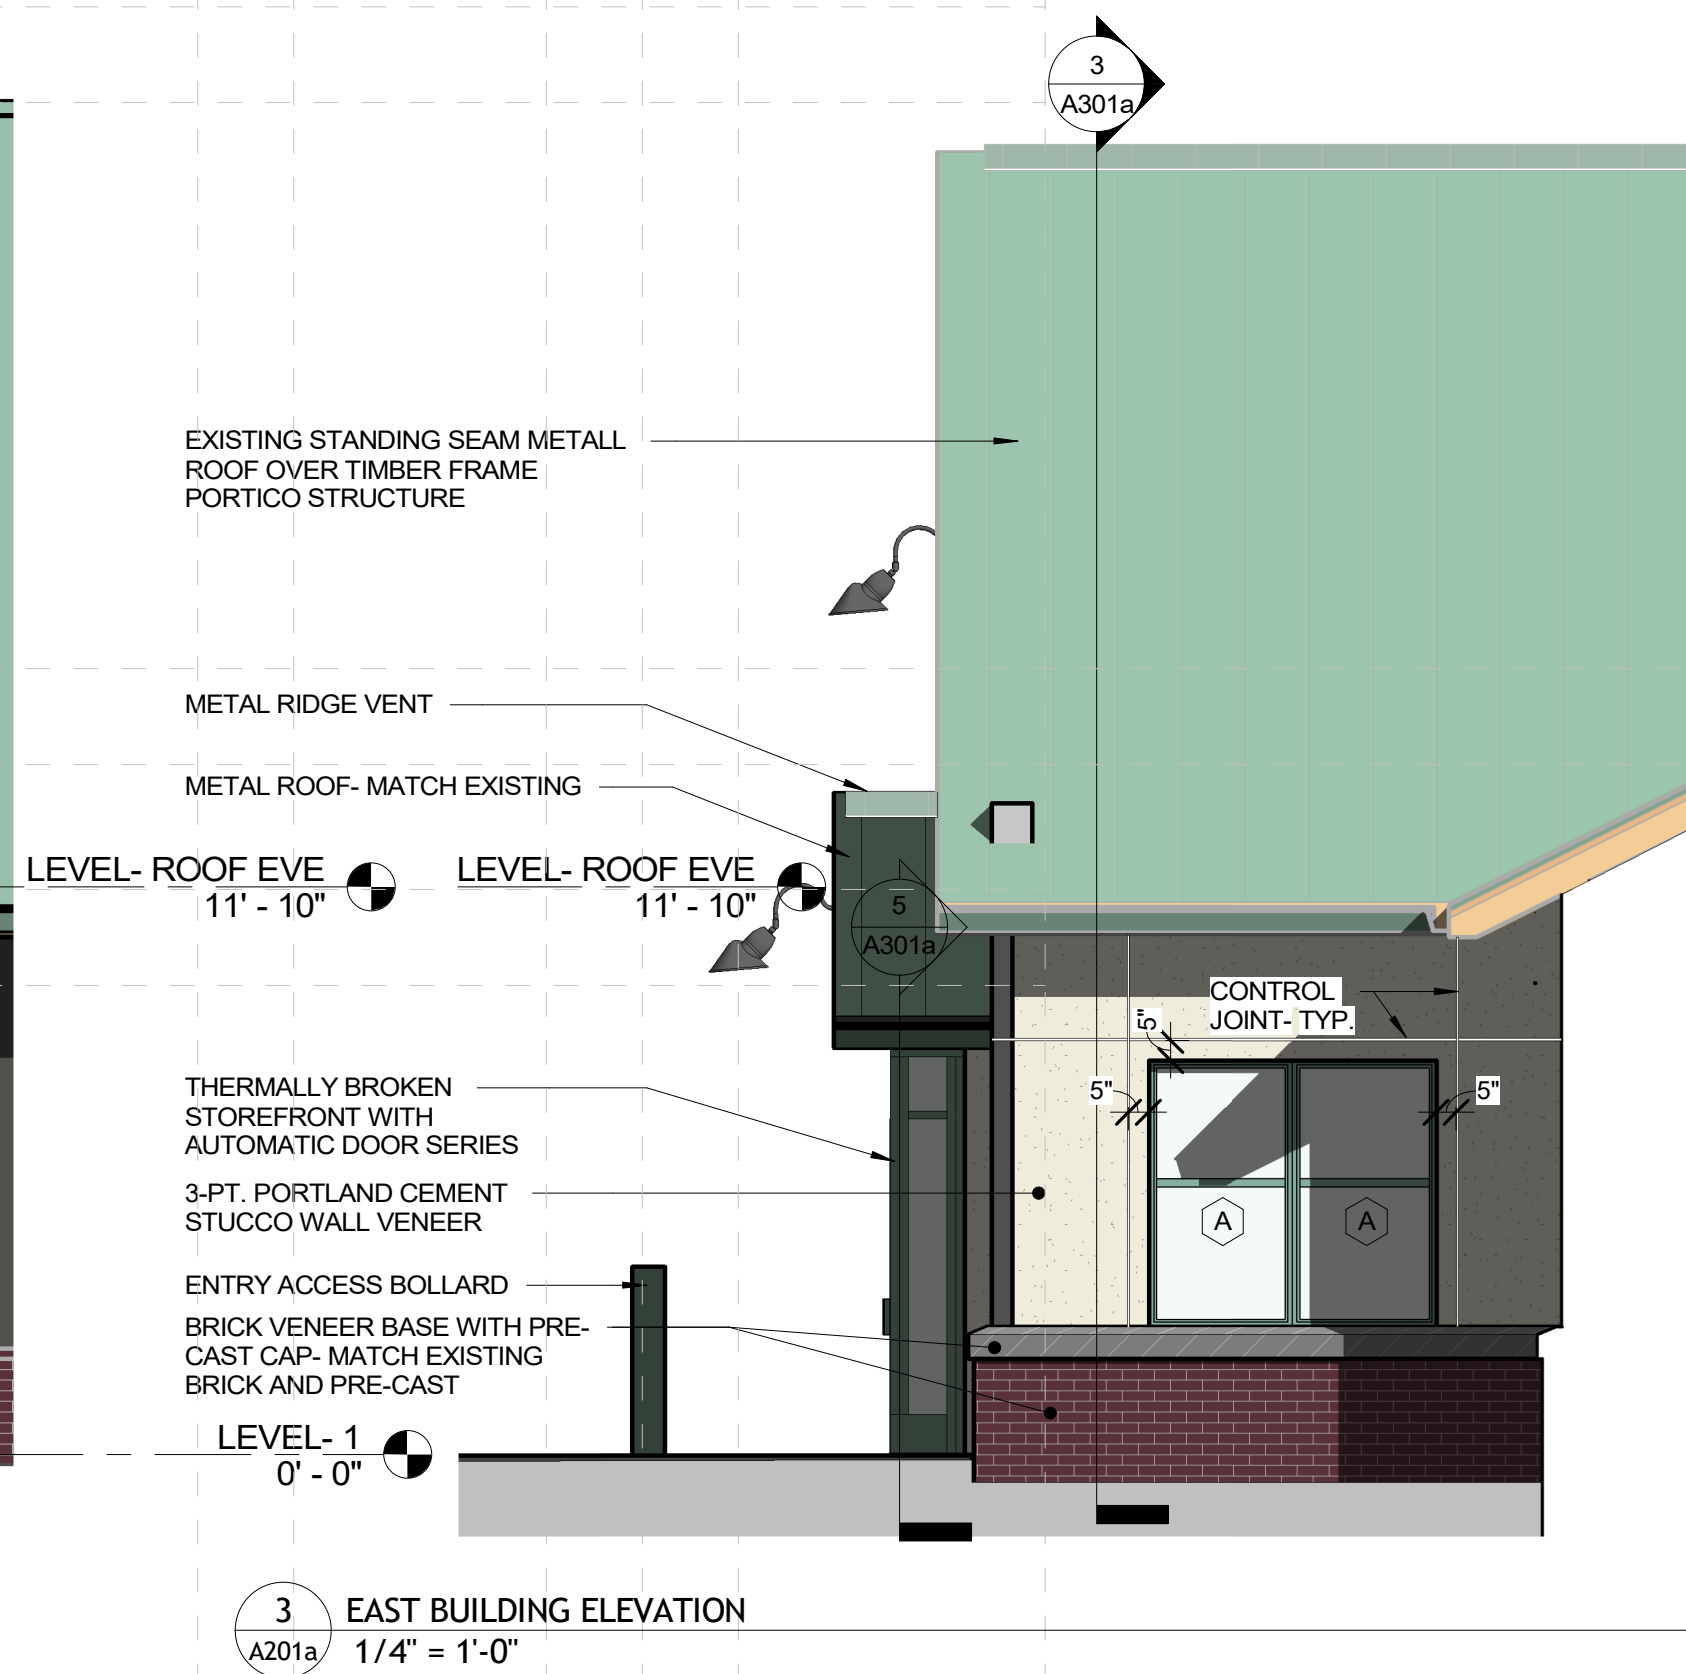 3
A301a
EXISTING STANDING SEAM METALL
ROOF OVER TIMBER FRAME
PORTICO STRUCTURE
METAL RIDGE VENT
METAL ROOF- MATCH EXISTING
LEVEL- ROOF EVE
11' - 10"
LEVEL- ROOF EVE
11' - 10"
5
A301a
CONTROL
JOINT- TYP.
5"
5"
5"
THERMALLY BROKEN
STOREFRONT WITH
AUTOMATIC DOOR SERIES
3-PT. PORTLAND CEMENT
STUCCO WALL VENEER
A
A
ENTRY ACCESS BOLLARD
BRICK VENEER BASE WITH PRE-
CAST CAP- MATCH EXISTING
BRICK AND PRE-CAST
LEVEL- 1
0' - 0"
3
A201a
EAST BUILDING ELEVATION
1/4" = 1'-0"